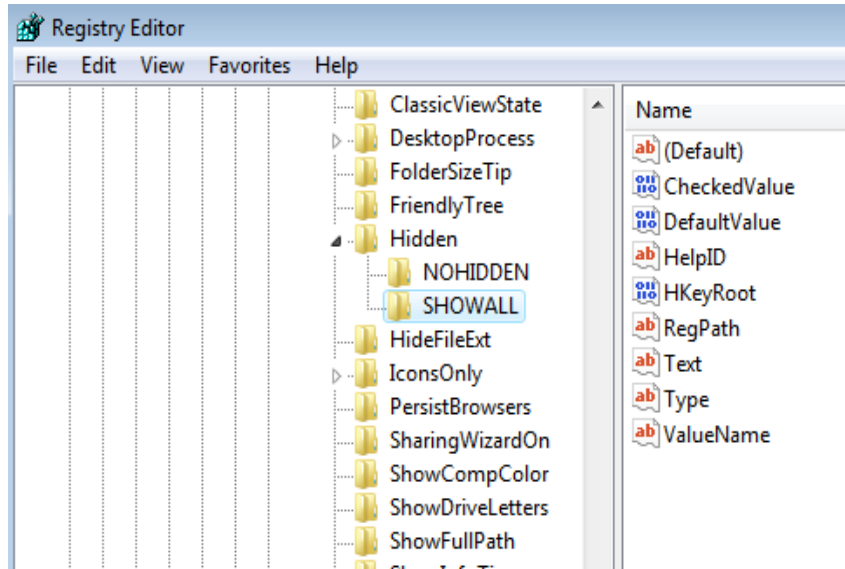 Registry Editor
File Edit View Favorites Help
ClassicViewState
DesktopProcess
FolderSizeTip
FriendlyTree
Hidden
NOHIDDEN
SHOWALL
HideFileExt
IconsOnly
PersistBrowsers
SharingWizardOn
ShowCompColor
ShowDriveLetters
ShowFullPath
Name
(Default)
CheckedValue
DefaultValue
HelpID
HKeyRoot
RegPath
Text
Type
ValueName